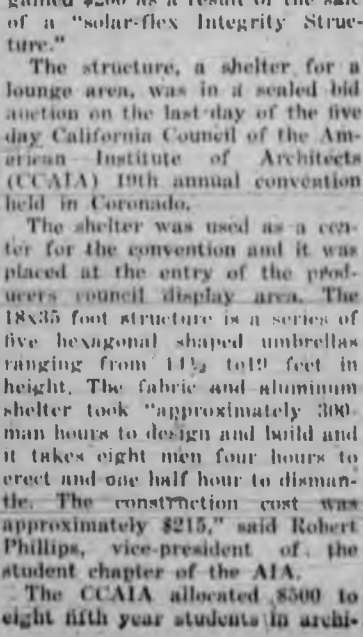 gained $200 as a result of the sale
of a "solar-flex Integrity Struc-
ture."
The structure, a shelter for a
lounge area, was in a sealed bid
auction on the last day of the five
day California Council of the Am-
erican Institute of Architects
(CCAIA) 19th annual convention
held in Coronado.
The shelter was used as a cen-
ter for the convention and it was
placed at the entry of the prod-
ucers council display area. The
18x35 foot structure is a series of
five hexagonal shaped umbrellas
ranging from to19 feet in
height. The fabric and aluminum
shelter took "approximately 300
man hours to design and build and
it takes eight men four hours to
erect and one half hour to disman-
tle. The construction cost was
approximately $215," said Robert
Phillips, vice-president of the
student chapter of the AIA.
The CCAIA allocated $500 to
eight fifth year students in archi-